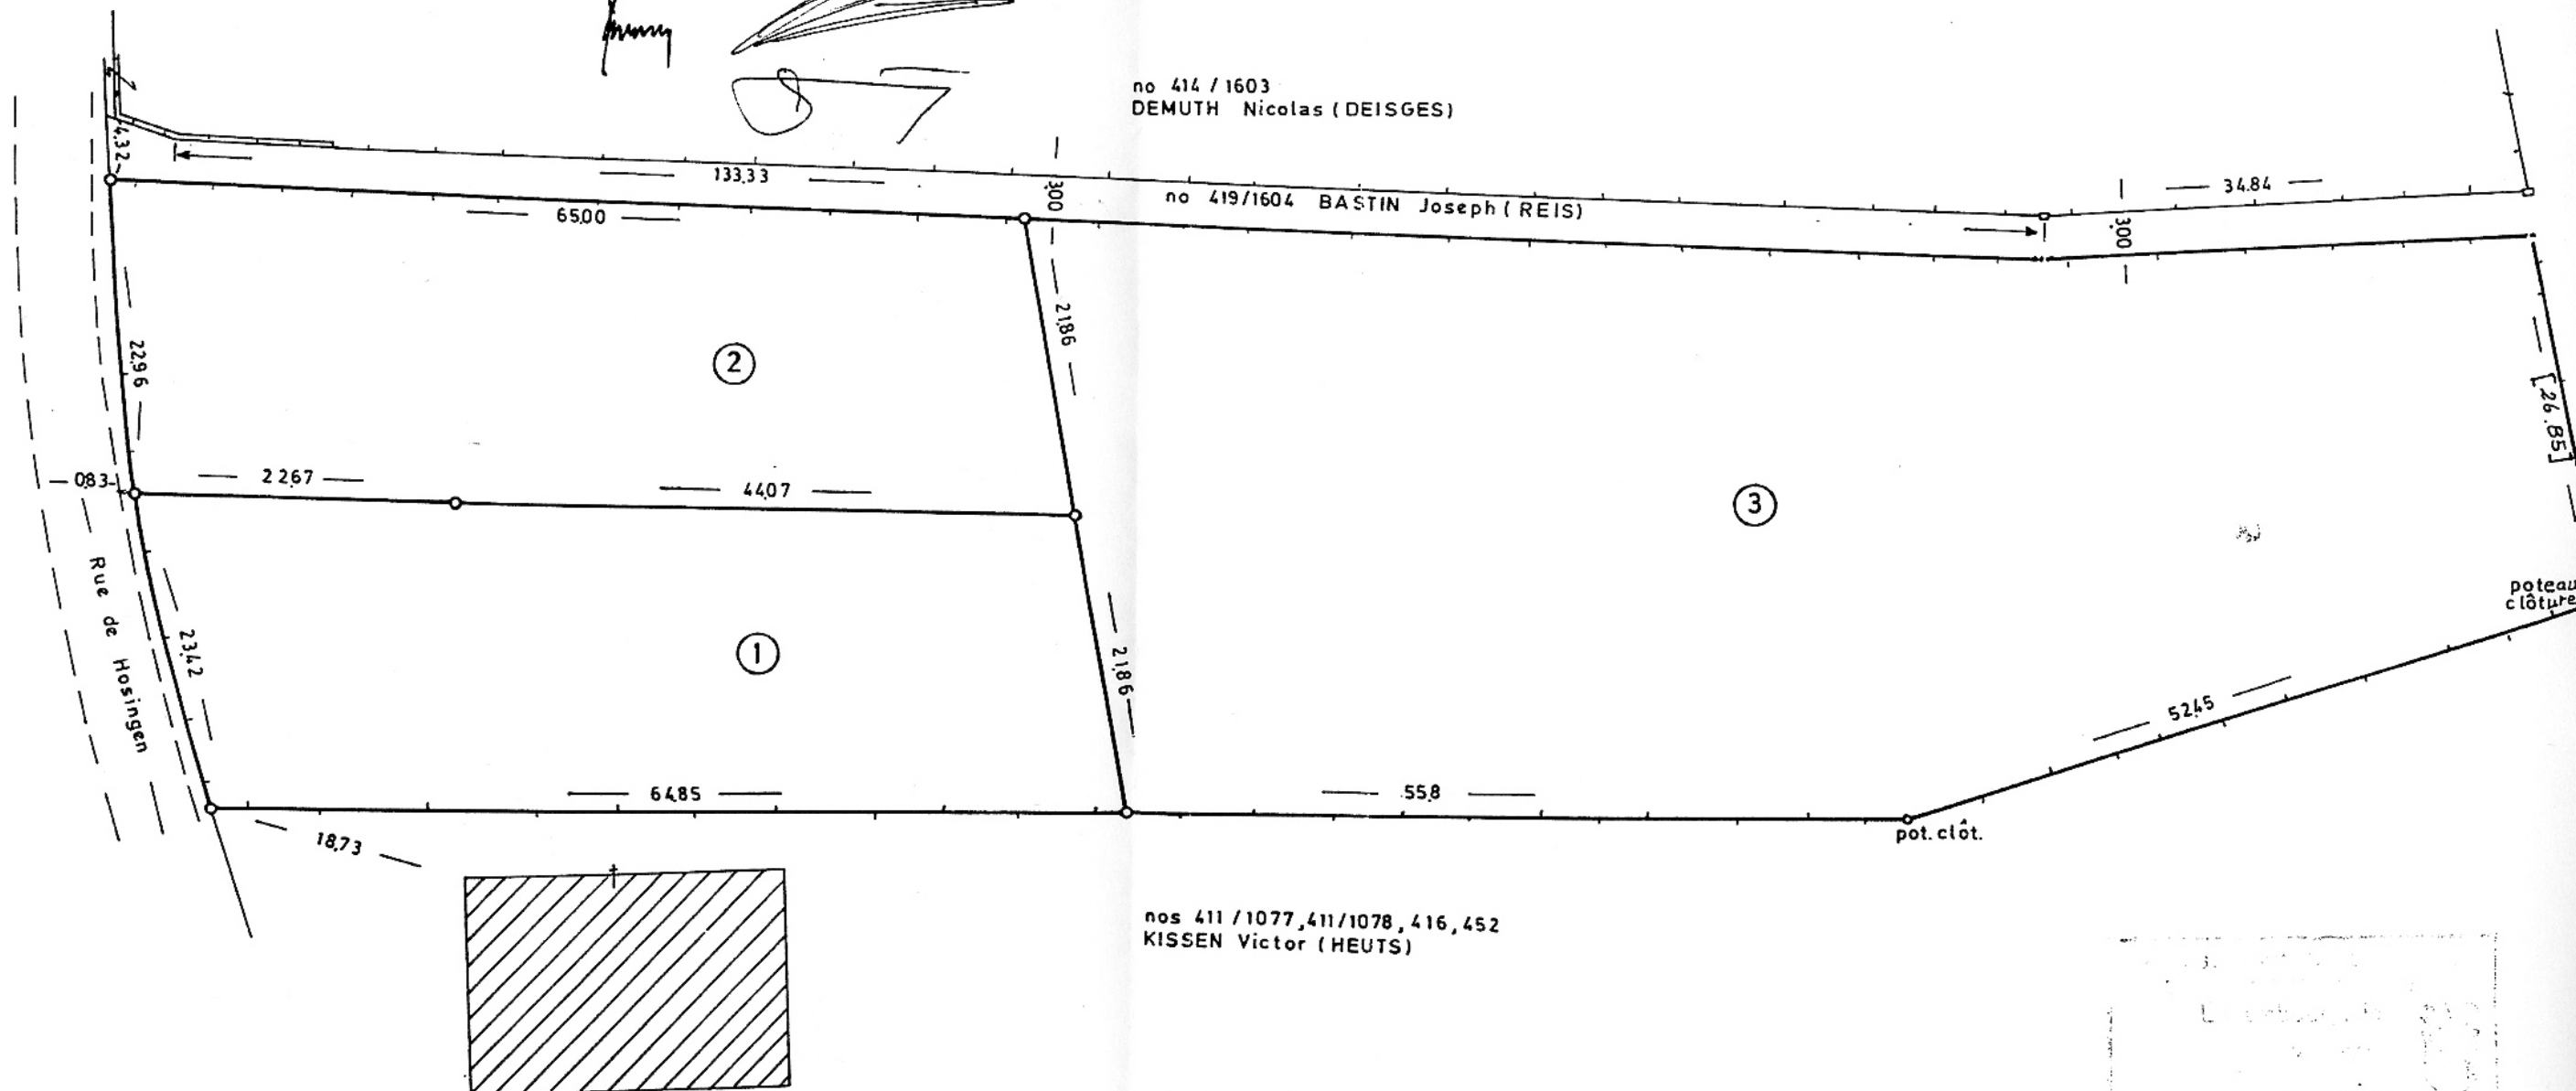 no 414 / 1603
DEMUTH Nicolas (DEISGES)
4.32
133.33
3,00
no 419/1604 BASTIN Joseph (REIS)
34.84
3,00
65,00
22,96
2
21,86
[26.85]
0,83
22,67
44,07
3
Rue de Hosingen
23,42
1
21,86
poteau
clôture
52,45
64,85
55,8
pot. clôt.
18,73
nos 411/1077, 411/1078, 416, 452
KISSEN Victor (HEUTS)